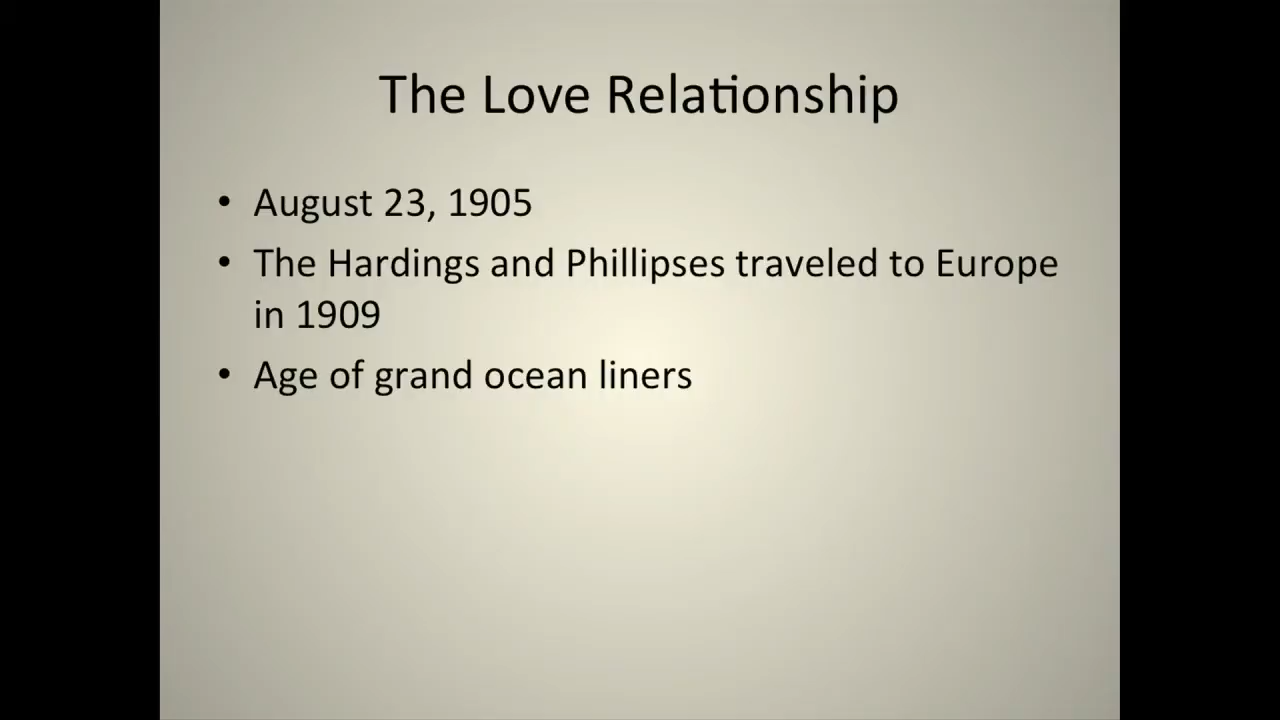 The Love Relationship
• August 23, 1905
• The Hardings and Phillipses traveled to Europe
in 1909
• Age of grand ocean liners